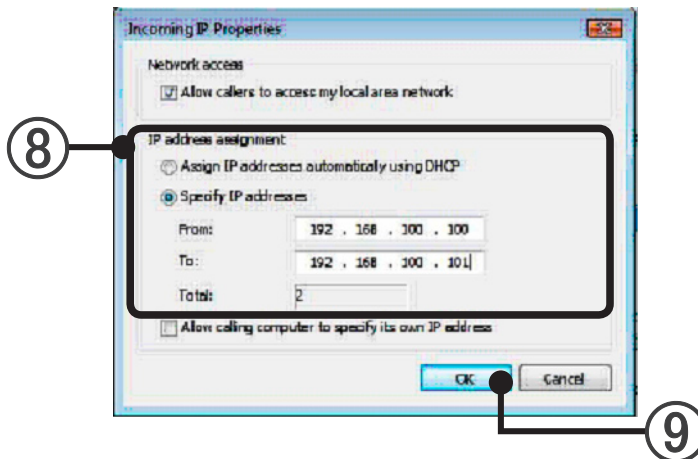 Incoming IP Properties
Network access
Allow callers to access my local area network
8
IP address assignment
Assign IP addresses automatically using DHCP
Specify IP addresses
From: 192 . 168 . 100 . 100
To: 192 . 168 . 100 . 101
Total: 2
Allow calling computer to specify its own IP address
OK Cancel
9